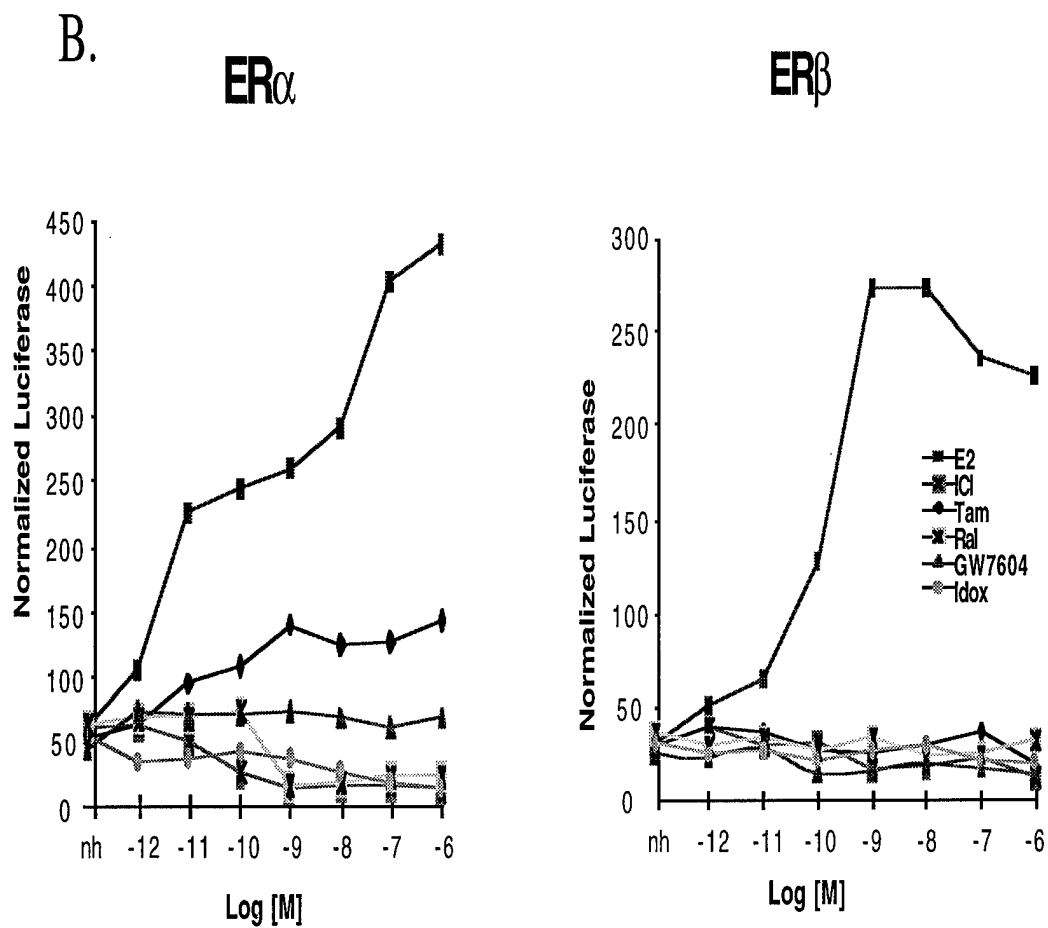 B.
ERα
ERβ
Normalized Luciferase
450
400
350
300
250
200
150
100
50
0
nh -12 -11 -10 -9 -8 -7 -6
Log [M]
Normalized Luciferase
300
250
200
150
100
50
0
nh -12 -11 -10 -9 -8 -7 -6
Log [M]
E2
ICI
Tam
Ral
GW7604
Idox